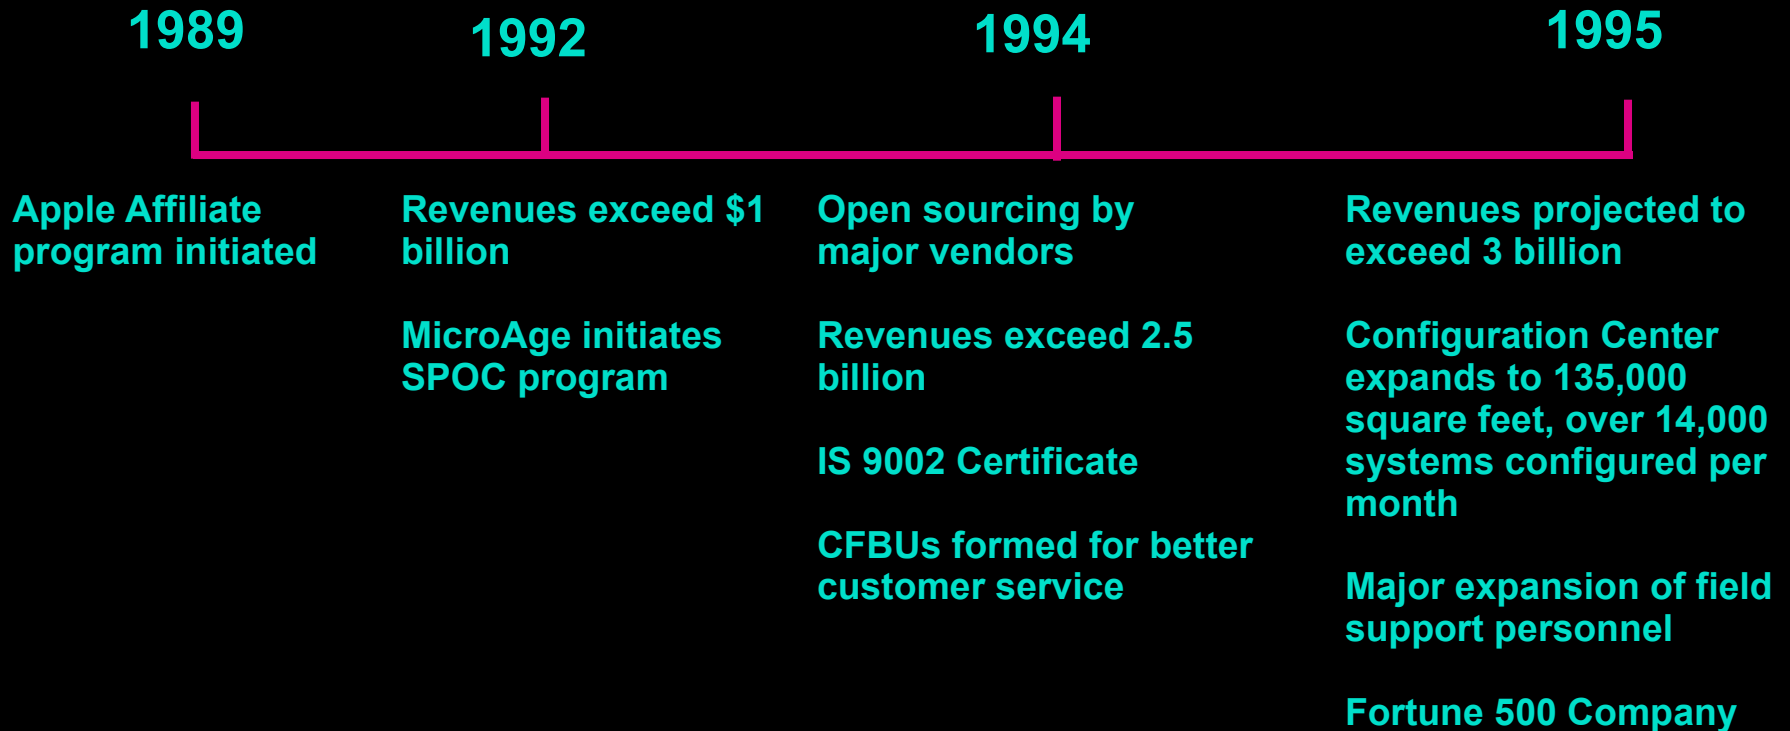 1989
1992
1994
1995
Apple Affiliate
program initiated
Revenues exceed $1
billion
MicroAge initiates
SPOC program
Open sourcing by
major vendors
Revenues exceed 2.5
billion
IS 9002 Certificate
CFBUs formed for better
customer service
Revenues projected to
exceed 3 billion
Configuration Center
expands to 135,000
square feet, over 14,000
systems configured per
month
Major expansion of field
support personnel
Fortune 500 Company